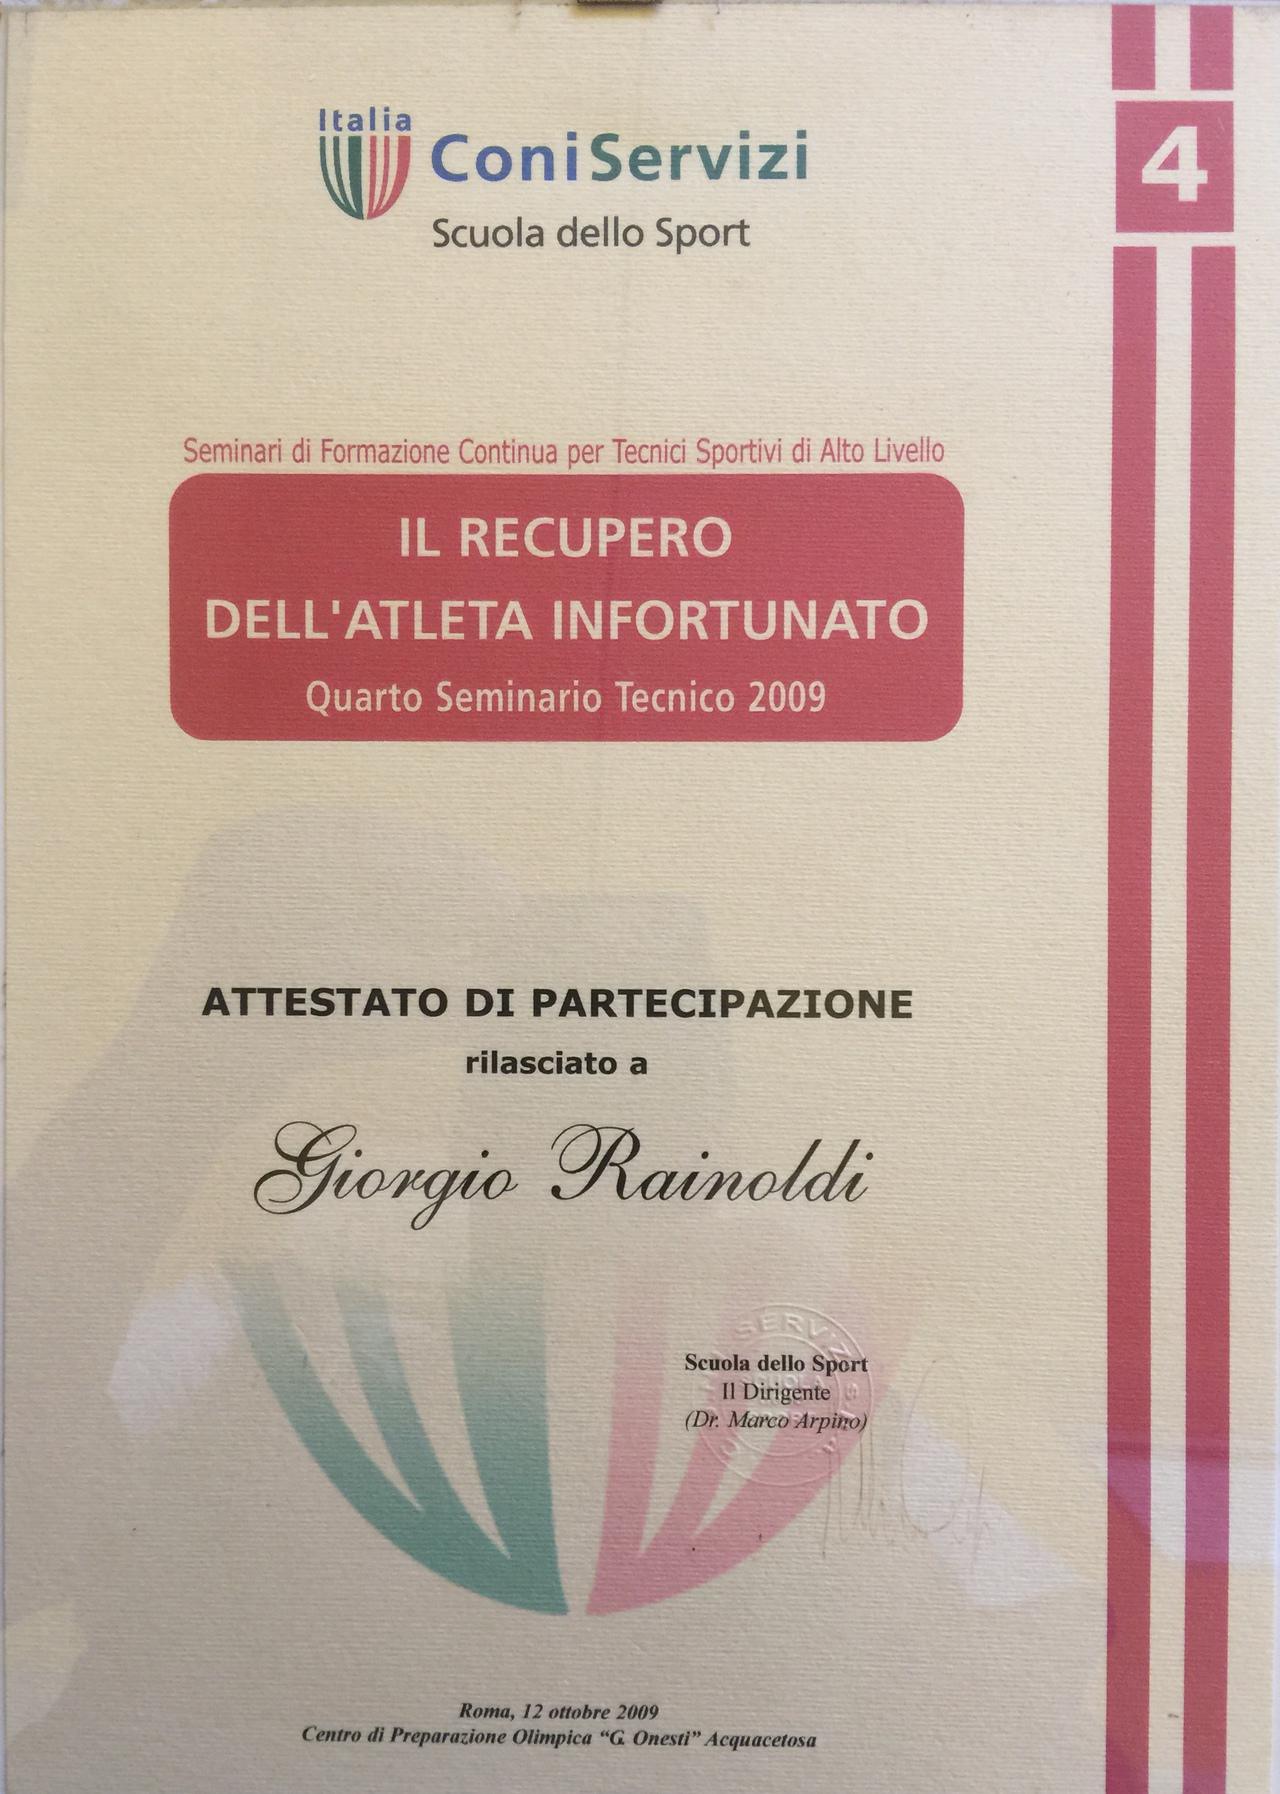 Italia
ConiServizi
Scuola dello Sport
4
Seminari di Formazione Continua per Tecnici Sportivi di Alto Livello
IL RECUPERO
DELL'ATLETA INFORTUNATO
Quarto Seminario Tecnico 2009
ATTESTATO DI PARTECIPAZIONE
rilasciato a
Giorgio Rainoldi
Scuola dello Sport
Il Dirigente
(Dr. Marco Arpino)
Roma, 12 ottobre 2009
Centro di Preparazione Olimpica “G. Onesti” Acquacetosa